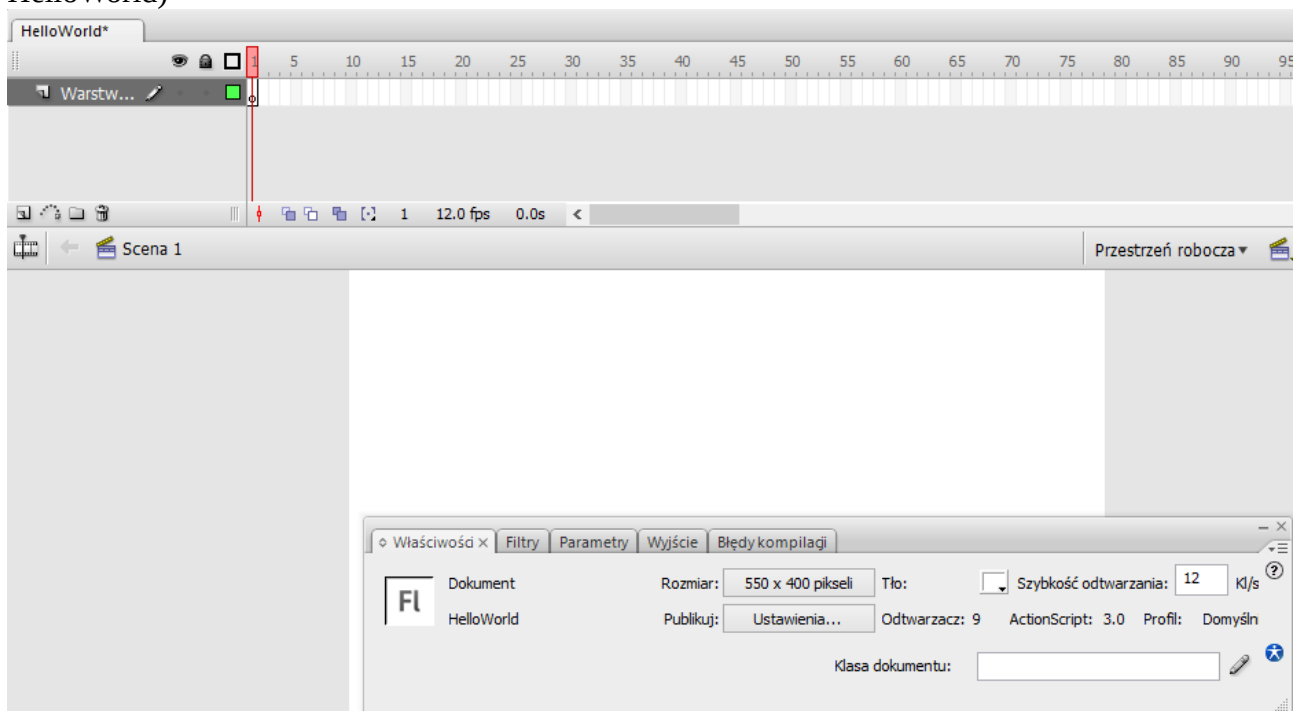 HelloWorld)
HelloWorld*
1 5 10 15 20 25 30 35 40 45 50 55 60 65 70 75 80 85 90 95
Warstw...
1 12.0 fps 0.0s <
Scena 1 Przestrzeń robocza
Właściwości × Filtry Parametry Wyjście Błędy kompilacji
Fl Dokument Rozmiar: 550 x 400 pikseli Tło: Szybkość odtwarzania: 12 Kl/s
HelloWorld Publikuj: Ustawienia... Odtwarzacz: 9 ActionScript: 3.0 Profil: Domyśln
Klasa dokumentu: